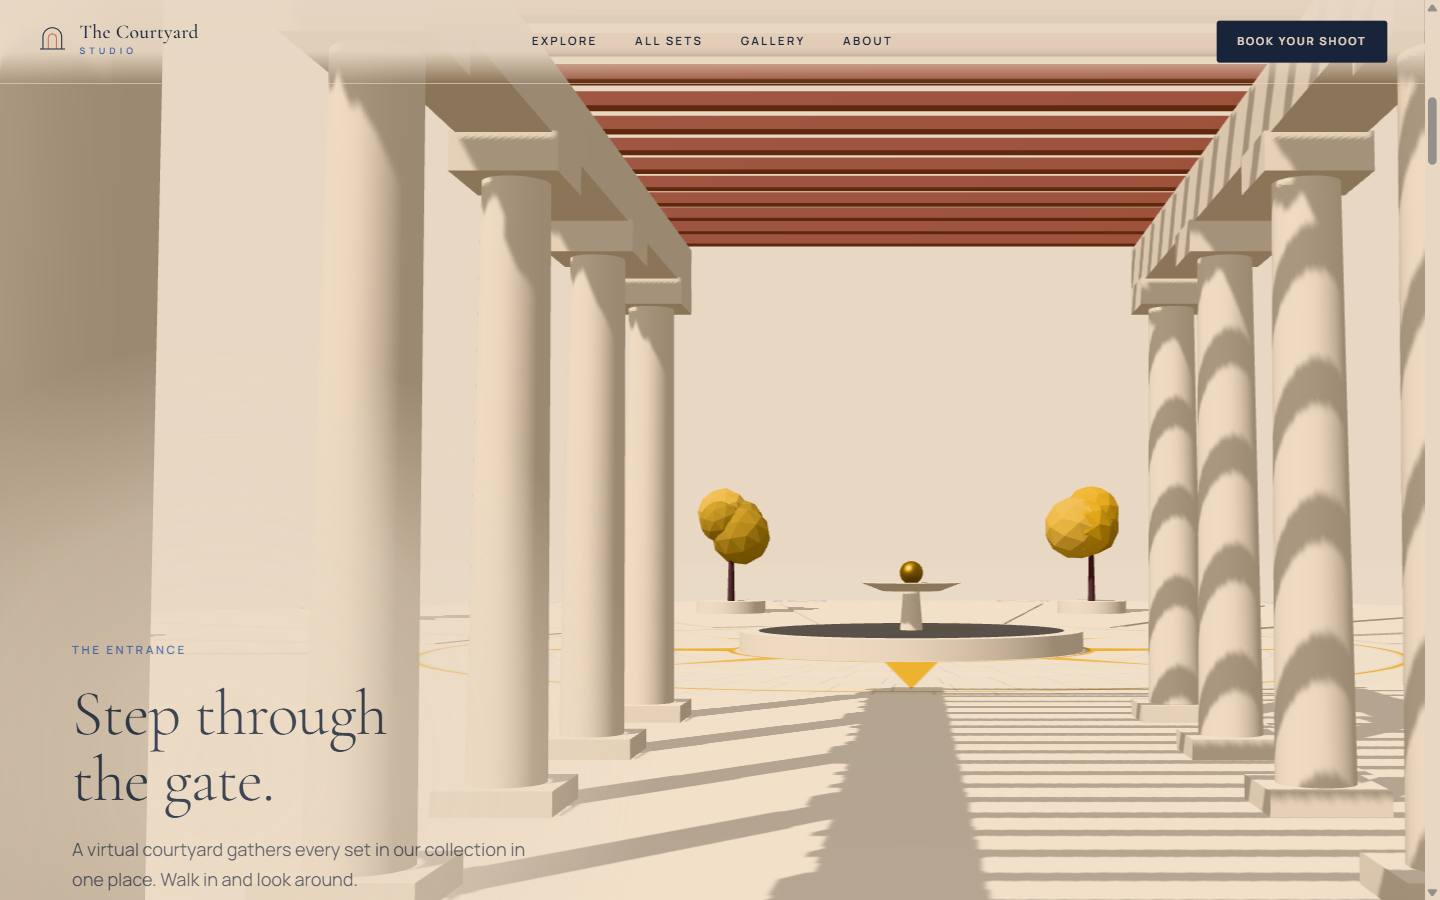 The Courtyard
STUDIO
EXPLORE
ALL SETS
GALLERY
ABOUT
BOOK YOUR SHOOT
THE ENTRANCE
Step through
the gate.
A virtual courtyard gathers every set in our collection in
one place. Walk in and look around.